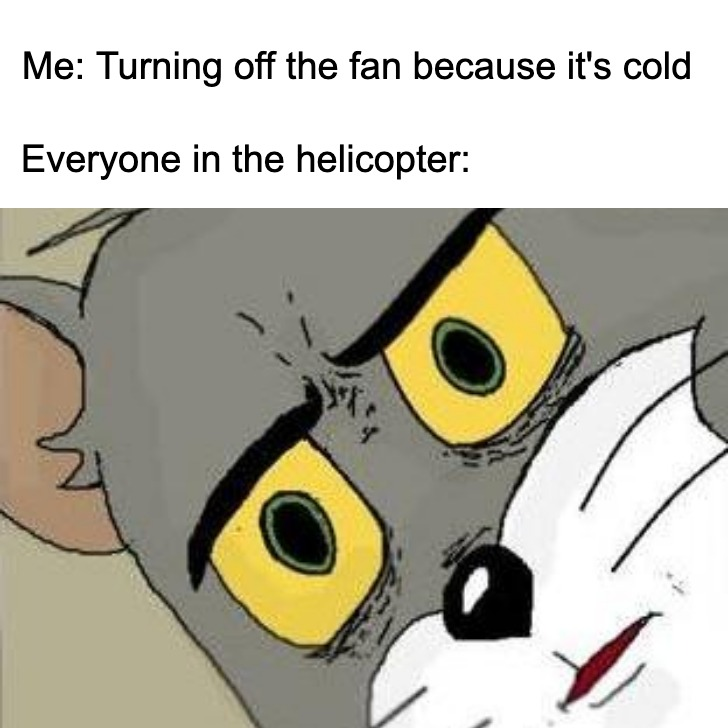 Me: Turning off the fan because it's cold
Everyone in the helicopter: